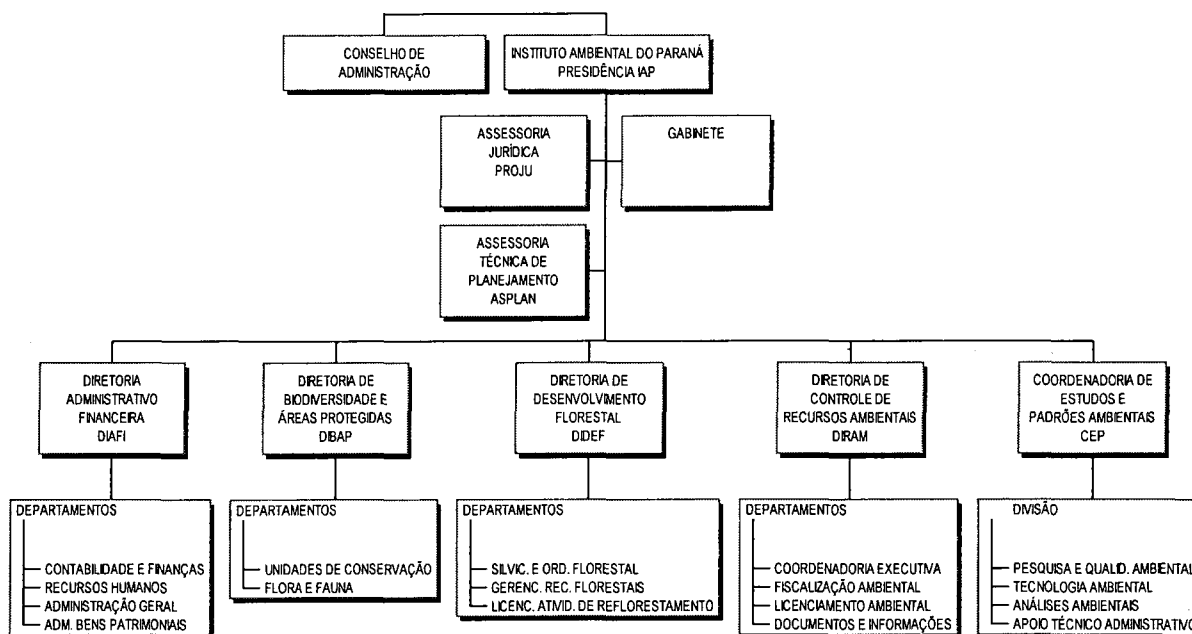 CONSELHO DE
ADMINISTRAÇÃO
INSTITUTO AMBIENTAL DO PARANÁ
PRESIDÊNCIA IAP
ASSESSORIA
JURÍDICA
PROJU
GABINETE
ASSESSORIA
TÉCNICA DE
PLANEJAMENTO
ASPLAN
DIRETORIA
ADMINISTRATIVO
FINANCEIRA
DIAFI
DIRETORIA DE
BIODIVERSIDADE E
ÁREAS PROTEGIDAS
DIBAP
DIRETORIA DE
DESENVOLVIMENTO
FLORESTAL
DIDEF
DIRETORIA DE
CONTROLE DE
RECURSOS AMBIENTAIS
DIRAM
COORDENADORIA DE
ESTUDOS E
PADRÕES AMBIENTAIS
CEP
DEPARTAMENTOS
CONTABILIDADE E FINANÇAS
RECURSOS HUMANOS
ADMINISTRAÇÃO GERAL
ADM. BENS PATRIMONIAIS
DEPARTAMENTOS
UNIDADES DE CONSERVAÇÃO
FLORA E FAUNA
DEPARTAMENTOS
SILVIC. E ORD. FLORESTAL
GERENC. REC. FLORESTAIS
LICENC. ATIVID. DE REFLORESTAMENTO
DEPARTAMENTOS
COORDENADORIA EXECUTIVA
FISCALIZAÇÃO AMBIENTAL
LICENCIAMENTO AMBIENTAL
DOCUMENTOS E INFORMAÇÕES
DIVISÃO
PESQUISA E QUALID. AMBIENTAL
TECNOLOGIA AMBIENTAL
ANÁLISES AMBIENTAIS
APOIO TÉCNICO ADMINISTRATIVO